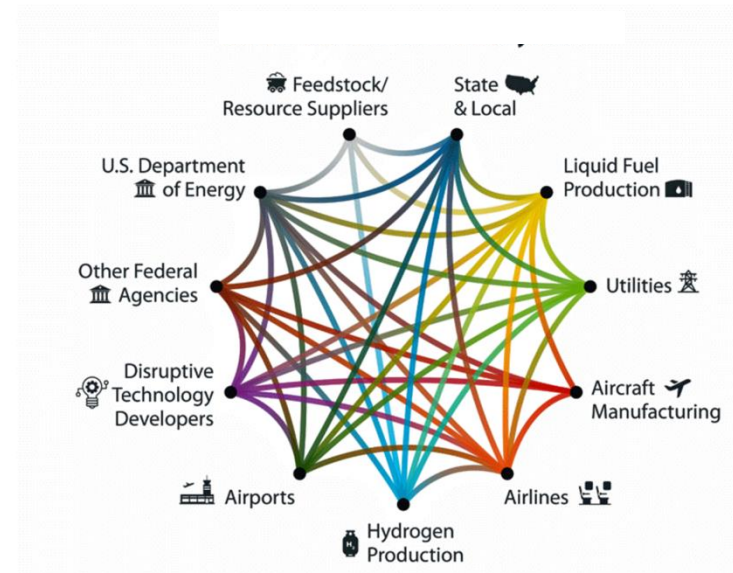 Feedstock/
Resource Suppliers
State
& Local
U.S. Department
of Energy
Liquid Fuel
Production
Other Federal
Agencies
Utilities
Disruptive
Technology
Developers
Aircraft
Manufacturing
Airports
Airlines
H₂
Hydrogen
Production